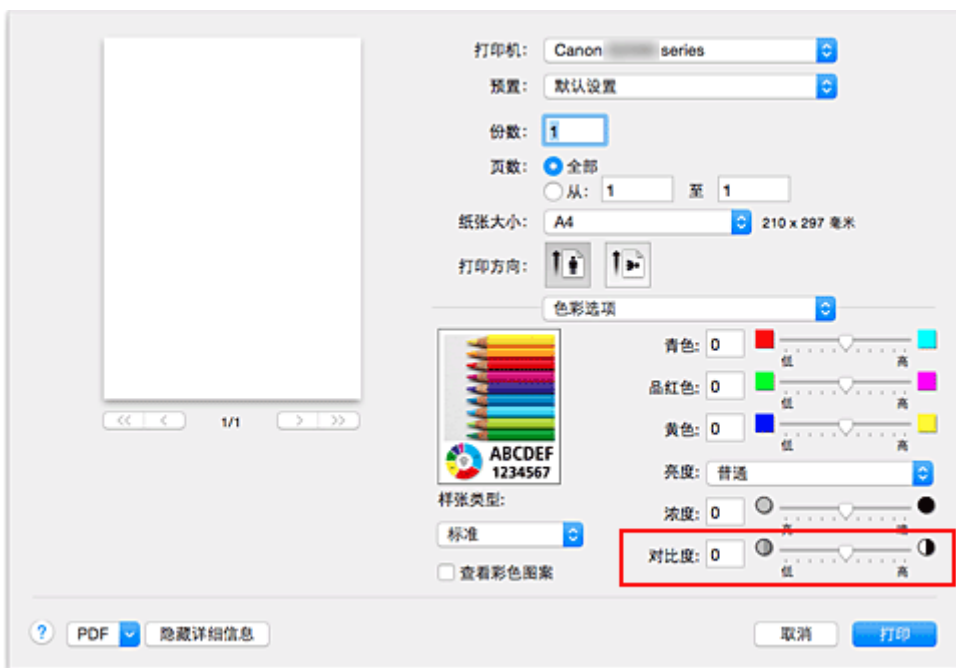 打印机: Canon series
预置: 默认设置
份数: 1
页数: 全部
从: 1 至 1
纸张大小: A4 210 x 297 毫米
打印方向:
色彩选项
青色: 0
低 高
品红色: 0
低 高
黄色: 0
低 高
亮度: 普通
浓度: 0
亮 暗
对比度: 0
低 高
ABCDEF
1234567
样张类型:
标准
查看彩色图案
1/1
? PDF 隐藏详细信息 取消 打印